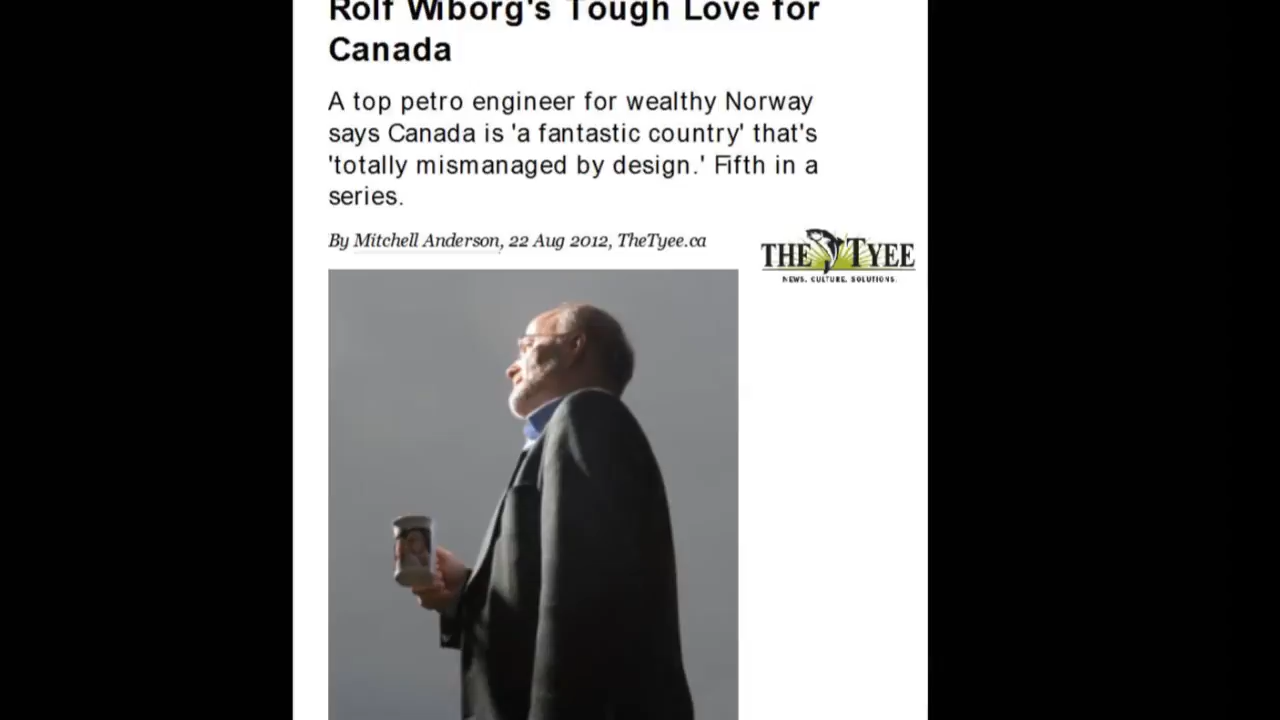 Rolf Wiborg's Tough Love for
Canada
A top petro engineer for wealthy Norway
says Canada is 'a fantastic country' that's
'totally mismanaged by design.' Fifth in a
series.
By Mitchell Anderson, 22 Aug 2012, TheTyee.ca
THE TYEE
NEWS. CULTURE. SOLUTIONS.